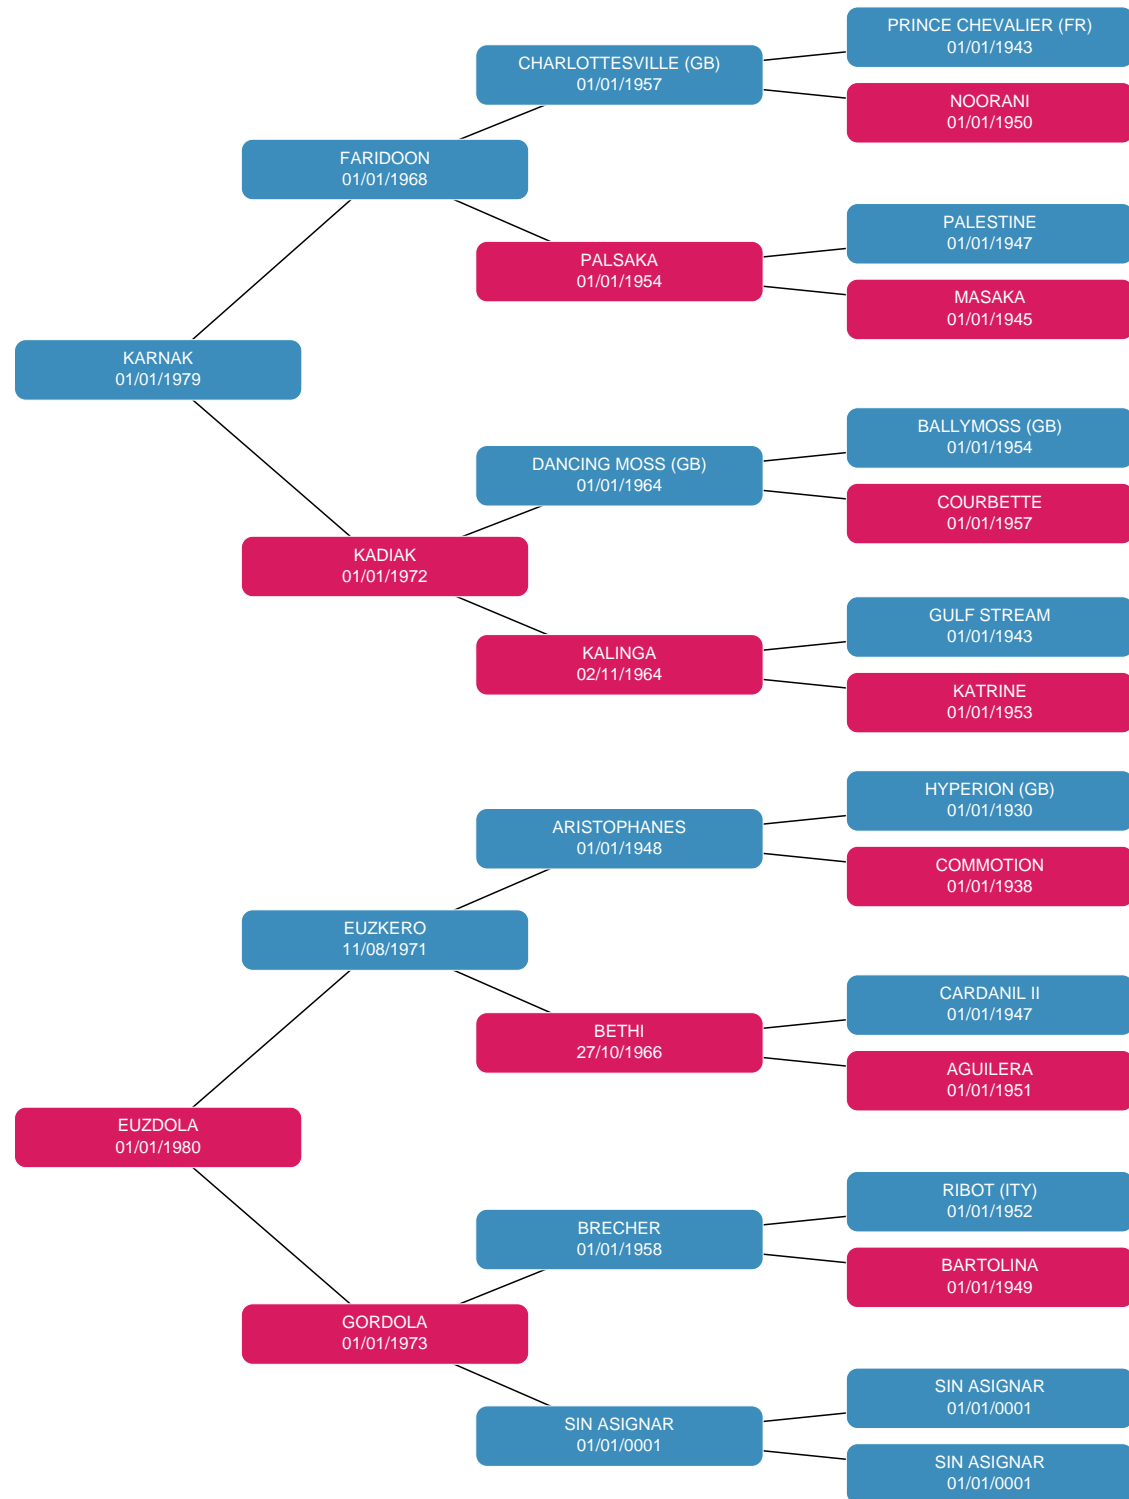 PRINCE CHEVALIER (FR)
01/01/1943
CHARLOTTESVILLE (GB)
01/01/1957
NOORANI
01/01/1950
FARIDOON
01/01/1968
PALESTINE
01/01/1947
PALSAKA
01/01/1954
MASAKA
01/01/1945
KARNAK
01/01/1979
BALLYMOSS (GB)
01/01/1954
DANCING MOSS (GB)
01/01/1964
COURBETTE
01/01/1957
KADIAK
01/01/1972
GULF STREAM
01/01/1943
KALINGA
02/11/1964
KATRINE
01/01/1953
HYPERION (GB)
01/01/1930
ARISTOPHANES
01/01/1948
COMMOTION
01/01/1938
EUZKERO
11/08/1971
CARDANIL II
01/01/1947
BETHI
27/10/1966
AGUILERA
01/01/1951
EUZDOLA
01/01/1980
RIBOT (ITY)
01/01/1952
BRECHER
01/01/1958
BARTOLINA
01/01/1949
GORDOLA
01/01/1973
SIN ASIGNAR
01/01/0001
SIN ASIGNAR
01/01/0001
SIN ASIGNAR
01/01/0001